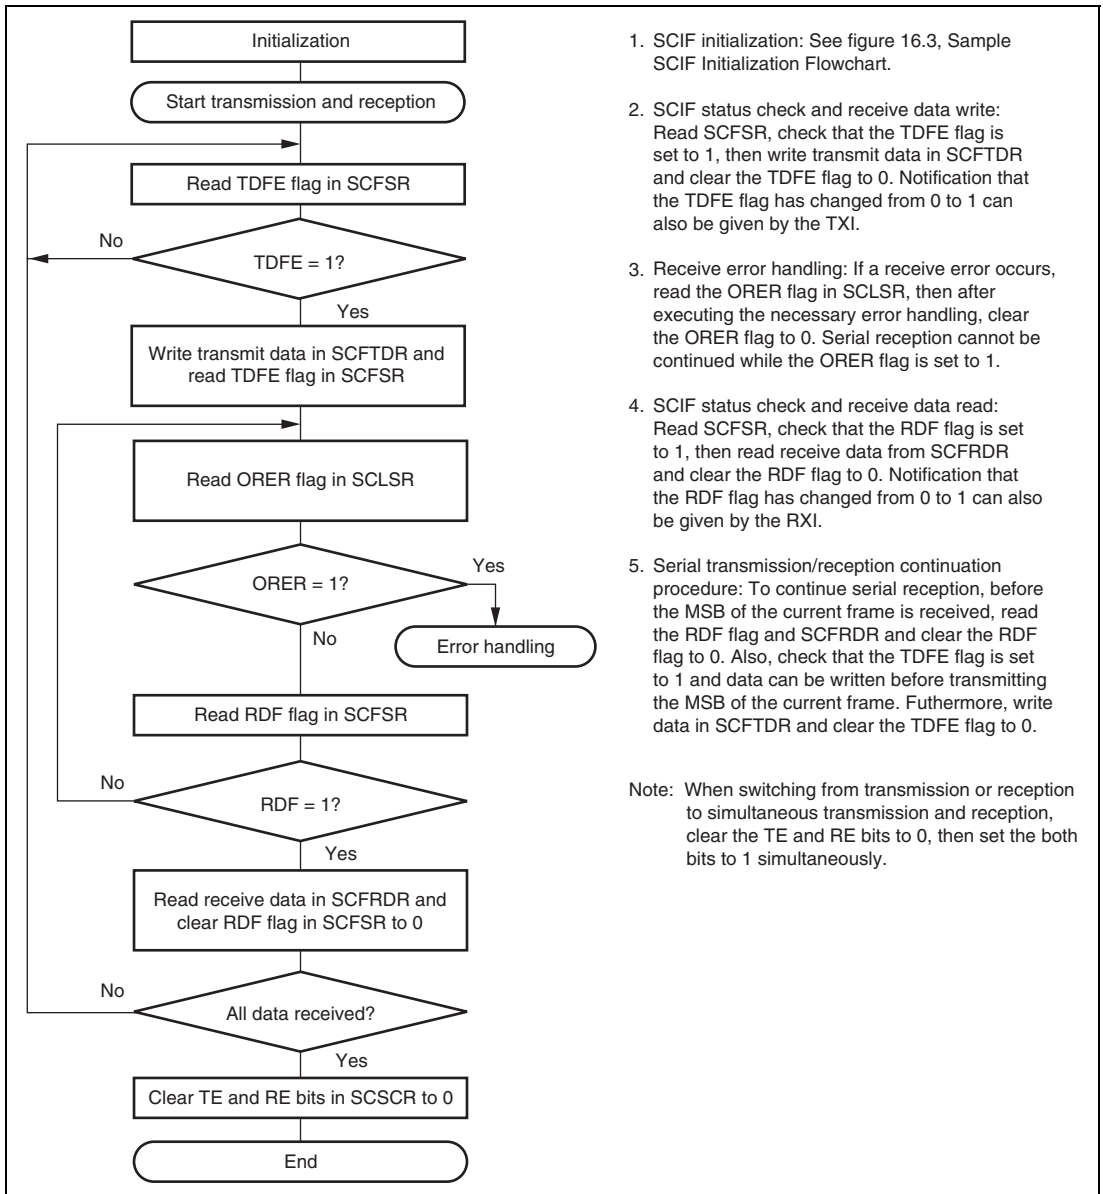 Initialization
Start transmission and reception
Read TDFE flag in SCFSR
No
TDFE = 1?
Yes
Write transmit data in SCFTDR and
read TDFE flag in SCFSR
Read ORER flag in SCLSR
Yes
ORER = 1?
No
Error handling
Read RDF flag in SCFSR
No
RDF = 1?
Yes
Read receive data in SCFRDR and
clear RDF flag in SCFSR to 0
No
All data received?
Yes
Clear TE and RE bits in SCSCR to 0
End
1. SCIF initialization: See figure 16.3, Sample
SCIF Initialization Flowchart.
2. SCIF status check and receive data write:
Read SCFSR, check that the TDFE flag is
set to 1, then write transmit data in SCFTDR
and clear the TDFE flag to 0. Notification that
the TDFE flag has changed from 0 to 1 can
also be given by the TXI.
3. Receive error handling: If a receive error occurs,
read the ORER flag in SCLSR, then after
executing the necessary error handling, clear
the ORER flag to 0. Serial reception cannot be
continued while the ORER flag is set to 1.
4. SCIF status check and receive data read:
Read SCFSR, check that the RDF flag is set
to 1, then read receive data from SCFRDR
and clear the RDF flag to 0. Notification that
the RDF flag has changed from 0 to 1 can also
be given by the RXI.
5. Serial transmission/reception continuation
procedure: To continue serial reception, before
the MSB of the current frame is received, read
the RDF flag and SCFRDR and clear the RDF
flag to 0. Also, check that the TDFE flag is set
to 1 and data can be written before transmitting
the MSB of the current frame. Futhermore, write
data in SCFTDR and clear the TDFE flag to 0.
Note: When switching from transmission or reception
to simultaneous transmission and reception,
clear the TE and RE bits to 0, then set the both
bits to 1 simultaneously.